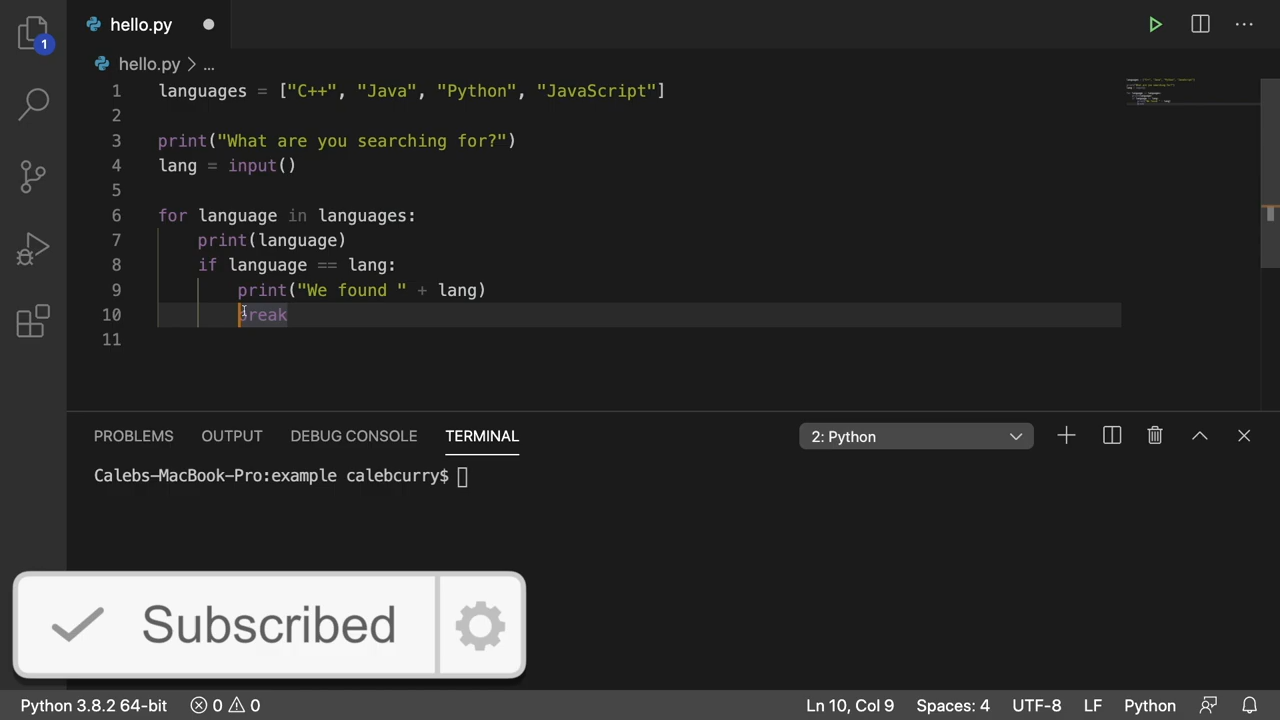 hello.py
1
hello.py > ...
1 languages = ["C++", "Java", "Python", "JavaScript"]
2
3 print("What are you searching for?")
4 lang = input()
5
6 for language in languages:
7 print(language)
8 if language == lang:
9 print("We found " + lang)
10 break
11
PROBLEMS OUTPUT DEBUG CONSOLE TERMINAL 2: Python
Calebs-MacBook-Pro:example calebcurry$
Subscribed
Python 3.8.2 64-bit 0 0 Ln 10, Col 9 Spaces: 4 UTF-8 LF Python